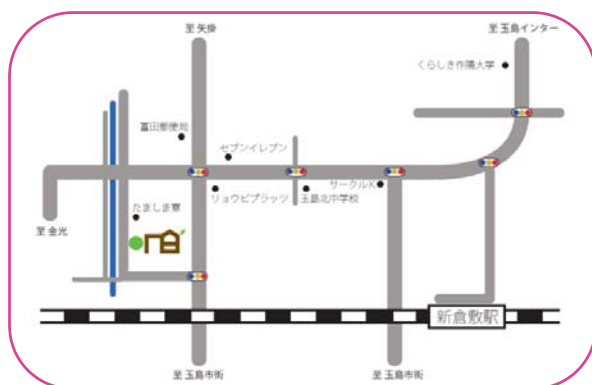 至 矢掛
至 玉島インター
くらしき作陽大学
富田郵便局
セブンイレブン
リョウビプラッツ
玉島北中学校
サークルK
たましま寮
至 金光
新倉敷駅
至 玉島市街
至 玉島市街